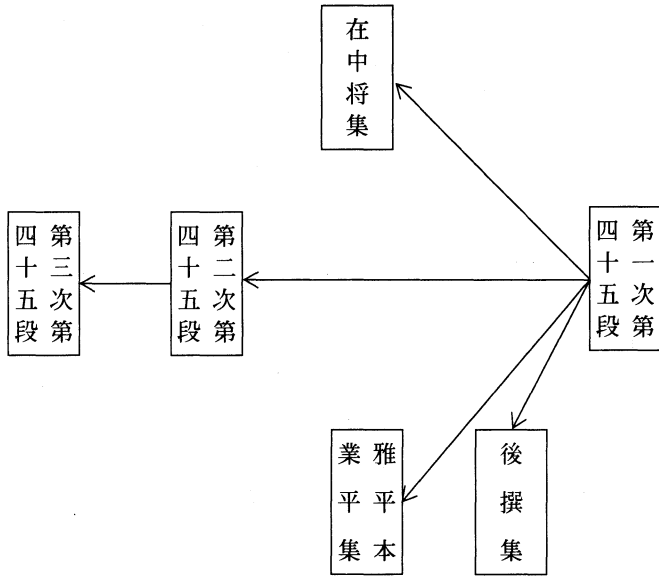 第一次第
四十五段
後撰集
雅平本
業平集
在中将集
第二次第
四十五段
第三次第
四十五段